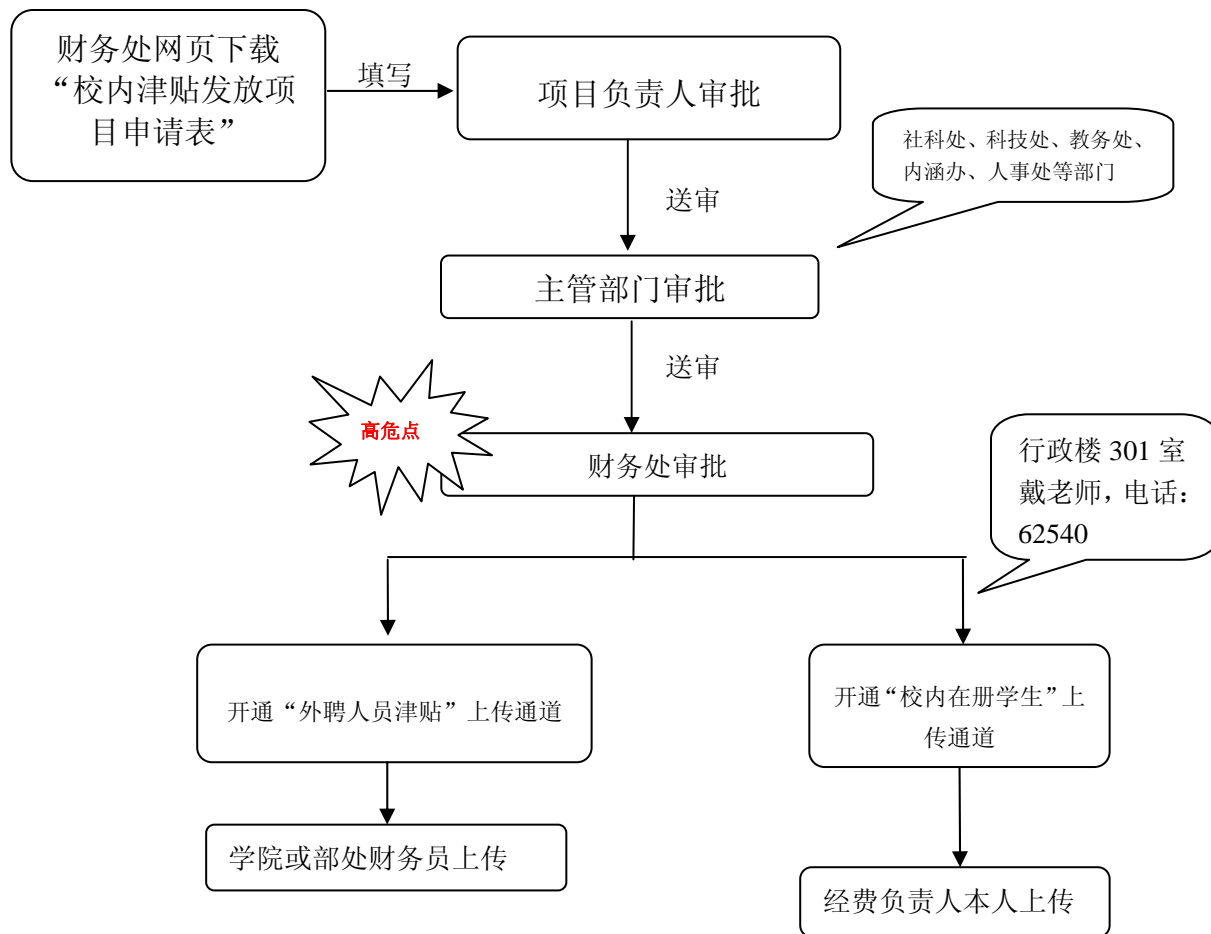 财务处网页下载
“校内津贴发放项
目申请表”
填写
项目负责人审批
社科处、科技处、教务处、
内涵办、人事处等部门
送审
主管部门审批
送审
高危点
财务处审批
行政楼 301 室
戴老师，电话：
62540
开通“外聘人员津贴”上传通道
开通“校内在册学生”上
传通道
学院或部处财务员上传
经费负责人本人上传